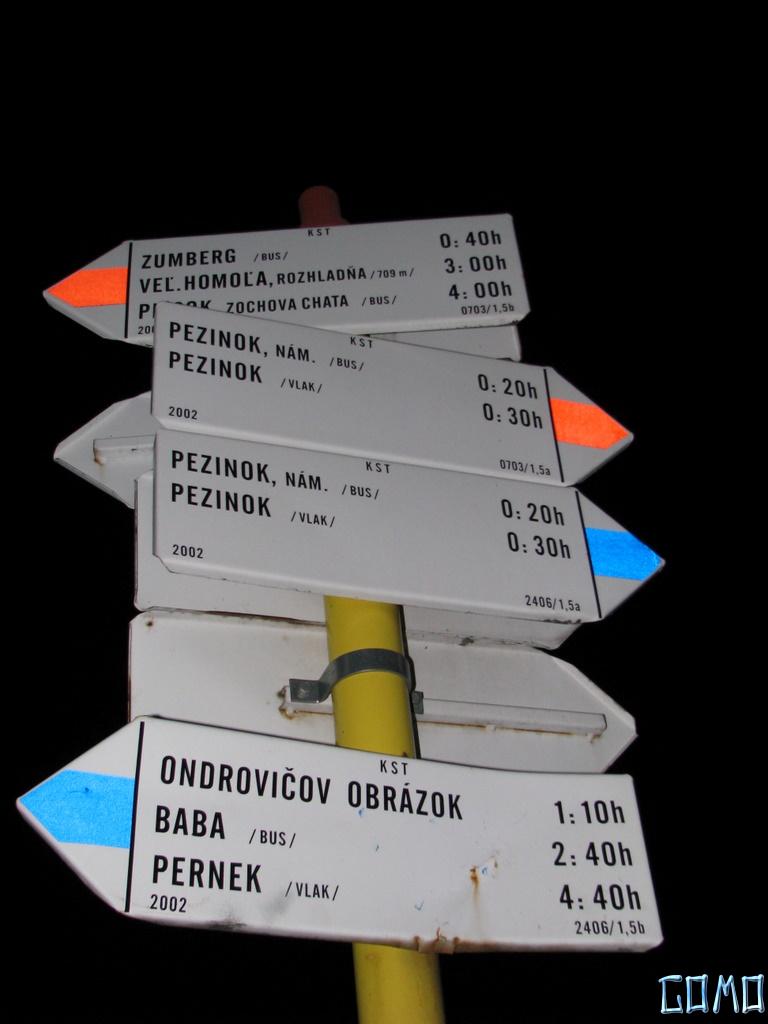 KST
ZUMBERG /BUS/ 0:40h
VEĽ.HOMOĽA, ROZHLADŇA /709 m/ 3:00h
ZOCHOVA CHATA /BUS/ 4:00h
0703/1,5b
KST
PEZINOK, NÁM. /BUS/ 0:20h
PEZINOK /VLAK/ 0:30h
2002 0703/1,5a
KST
PEZINOK, NÁM. /BUS/ 0:20h
PEZINOK /VLAK/ 0:30h
2002 2406/1,5a
KST
ONDROVIČOV OBRÁZOK 1:10h
BABA /BUS/ 2:40h
PERNEK /VLAK/ 4:40h
2002 2406/1,5b
GOMO